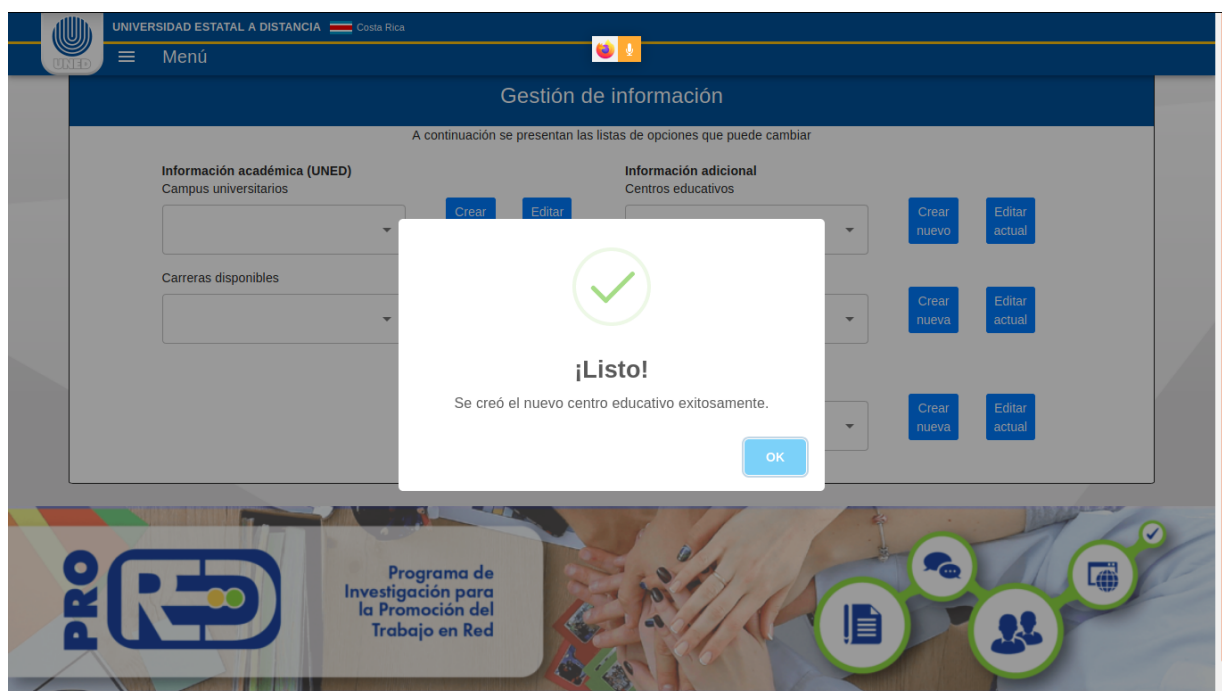 UNIVERSIDAD ESTATAL A DISTANCIA Costa Rica
UNED
Menú
Gestión de información
A continuación se presentan las listas de opciones que puede cambiar
Información académica (UNED)
Campus universitarios
Crear
Editar
Información adicional
Centros educativos
Crear nuevo
Editar actual
Carreras disponibles
Crear nueva
Editar actual
¡Listo!
Se creó el nuevo centro educativo exitosamente.
OK
Crear nueva
Editar actual
PRO
RED
Programa de
Investigación para
la Promoción del
Trabajo en Red